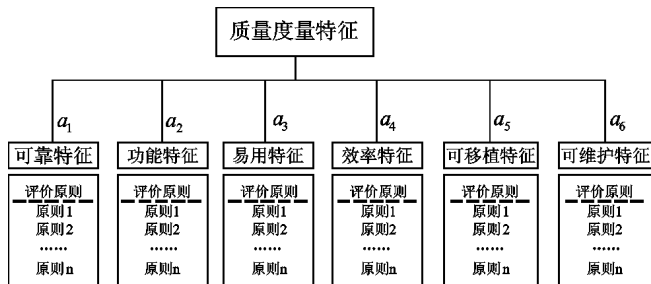 质量度量特征
a1 a2 a3 a4 a5 a6
可靠特征 功能特征 易用特征 效率特征 可移植特征 可维护特征
评价原则 评价原则 评价原则 评价原则 评价原则 评价原则
原则1 原则1 原则1 原则1 原则1 原则1
原则2 原则2 原则2 原则2 原则2 原则2
…… …… …… …… …… ……
原则n 原则n 原则n 原则n 原则n 原则n